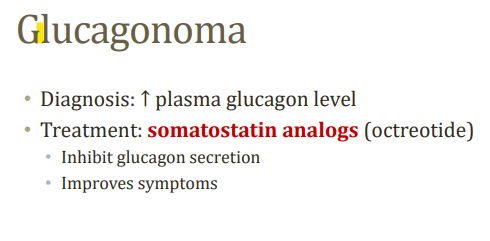 Glucagonoma
• Diagnosis: ↑ plasma glucagon level
• Treatment: somatostatin analogs (octreotide)
• Inhibit glucagon secretion
• Improves symptoms